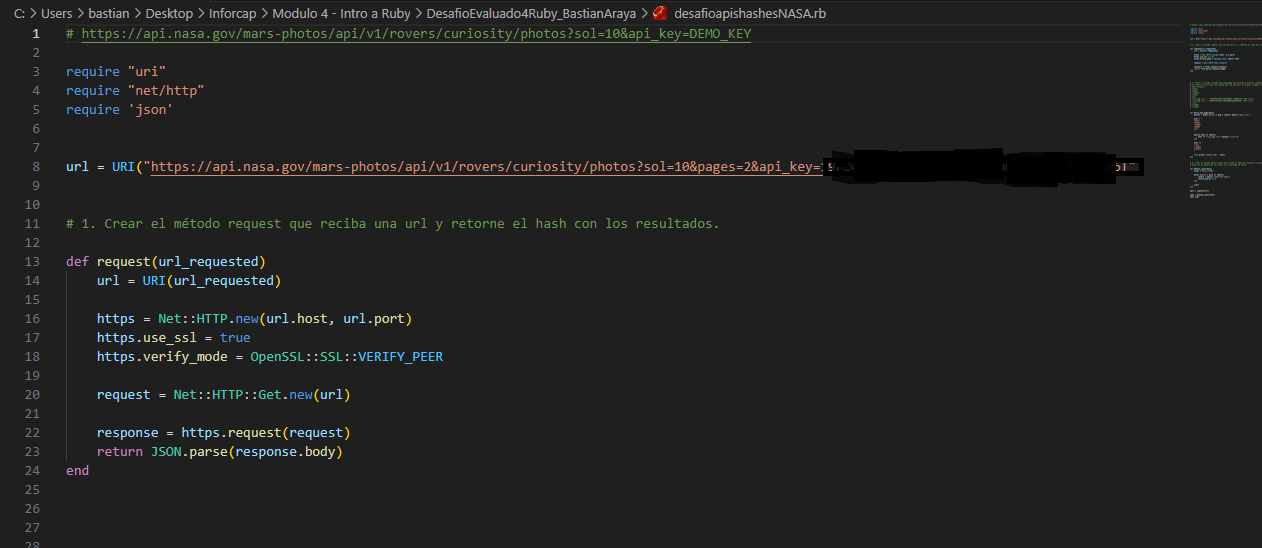 C: > Users > bastian > Desktop > Inforcap > Modulo 4 - Intro a Ruby > DesafioEvaluado4Ruby_BastianAraya > desafioapishashesNASA.rb
1 # https://api.nasa.gov/mars-photos/api/v1/rovers/curiosity/photos?sol=10&api_key=DEMO_KEY
2
3 require "uri"
4 require "net/http"
5 require 'json'
6
7
8 url = URI("https://api.nasa.gov/mars-photos/api/v1/rovers/curiosity/photos?sol=10&pages=2&api_key=
9
10
11 # 1. Crear el método request que reciba una url y retorne el hash con los resultados.
12
13 def request(url_requested)
14 url = URI(url_requested)
15
16 https = Net::HTTP.new(url.host, url.port)
17 https.use_ssl = true
18 https.verify_mode = OpenSSL::SSL::VERIFY_PEER
19
20 request = Net::HTTP::Get.new(url)
21
22 response = https.request(request)
23 return JSON.parse(response.body)
24 end
25
26
27
28